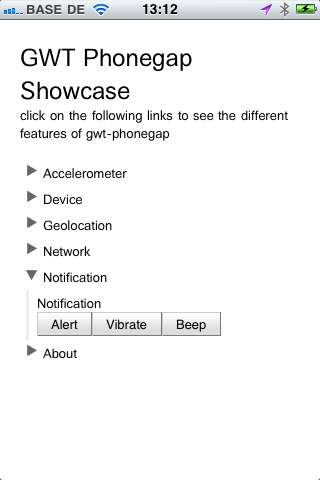 BASE DE 13:12
GWT Phonegap
Showcase
click on the following links to see the different
features of gwt-phonegap
Accelerometer
Device
Geolocation
Network
Notification
Notification
Alert Vibrate Beep
About